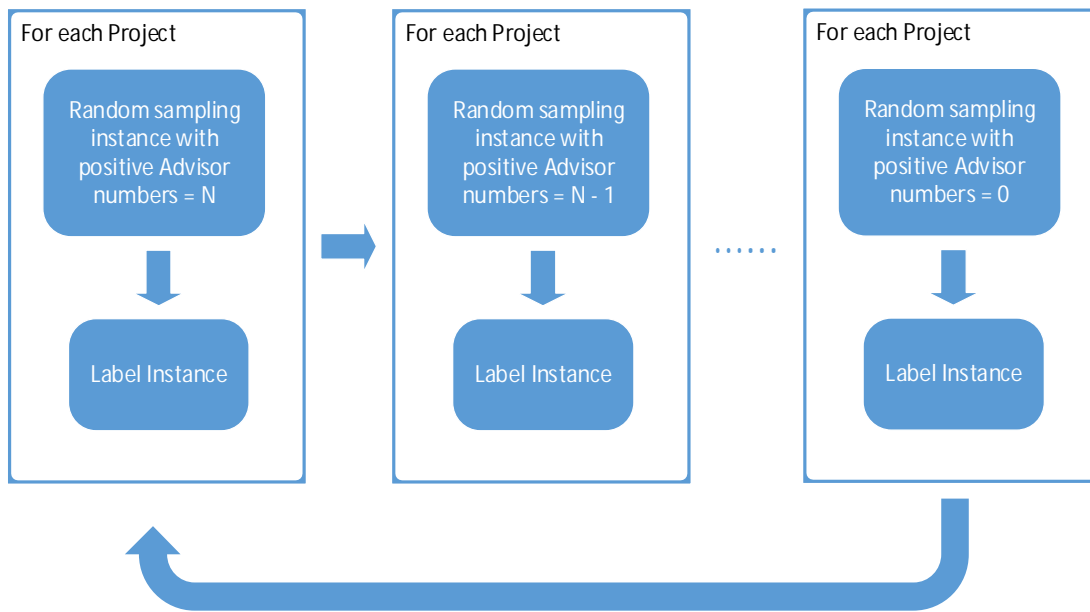 For each Project
Random sampling
instance with
positive Advisor
numbers = N
Label Instance
For each Project
Random sampling
instance with
positive Advisor
numbers = N - 1
Label Instance
......
For each Project
Random sampling
instance with
positive Advisor
numbers = 0
Label Instance